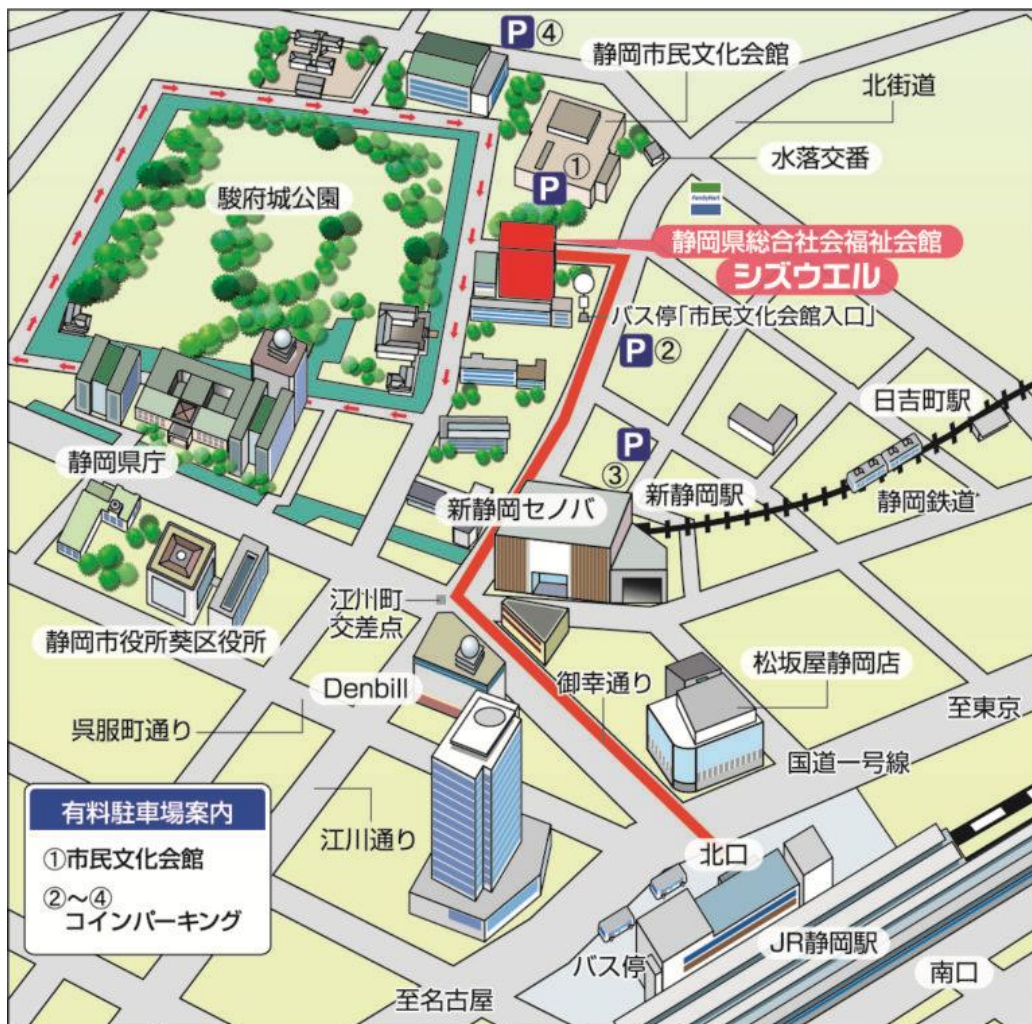 P④
静岡市民文化会館
北街道
①
水落交番
P
FamilyMart
駿府城公園
静岡県総合社会福祉会館
シズウエル
バス停「市民文化会館入口」
P②
日吉町駅
P
③
静岡県庁
新静岡セノバ
新静岡駅
静岡鉄道
江川町
交差点
静岡市役所葵区役所
松坂屋静岡店
Denbill
御幸通り
至東京
呉服町通り
国道一号線
有料駐車場案内
①市民文化会館
②～④
コインパーキング
江川通り
北口
JR静岡駅
バス停
南口
至名古屋